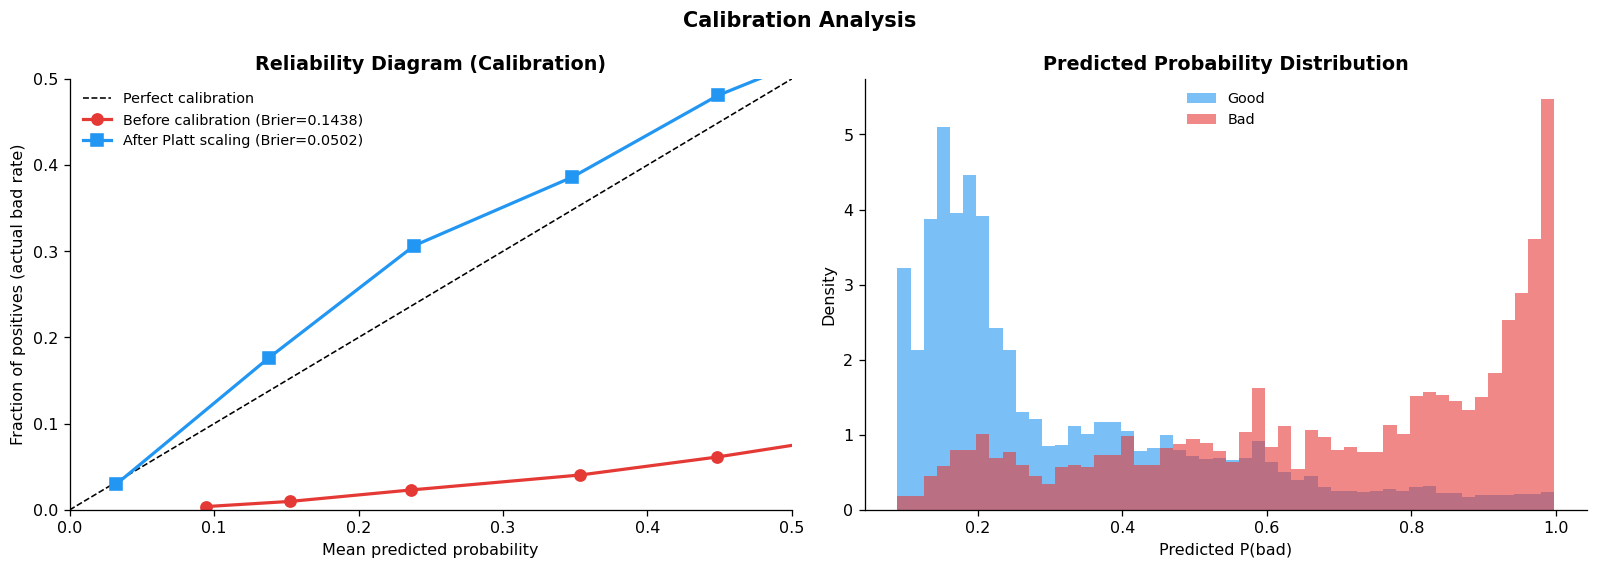 Calibration Analysis
Reliability Diagram (Calibration)
Perfect calibration
Before calibration (Brier=0.1438)
After Platt scaling (Brier=0.0502)
Fraction of positives (actual bad rate)
0.5
0.4
0.3
0.2
0.1
0.0
0.0 0.1 0.2 0.3 0.4 0.5
Mean predicted probability
Predicted Probability Distribution
Good
Bad
Density
5
4
3
2
1
0
0.2 0.4 0.6 0.8 1.0
Predicted P(bad)